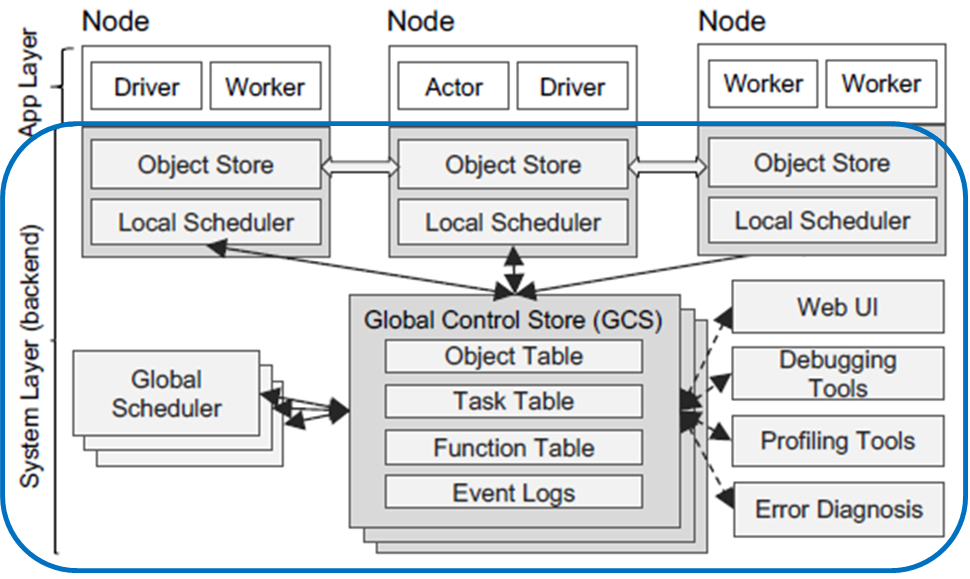 Node
Node
Node
App Layer
Driver
Worker
Actor
Driver
Worker
Worker
Object Store
Object Store
Object Store
Local Scheduler
Local Scheduler
Local Scheduler
System Layer (backend)
Global Control Store (GCS)
Object Table
Task Table
Function Table
Event Logs
Global
Scheduler
Web UI
Debugging
Tools
Profiling Tools
Error Diagnosis